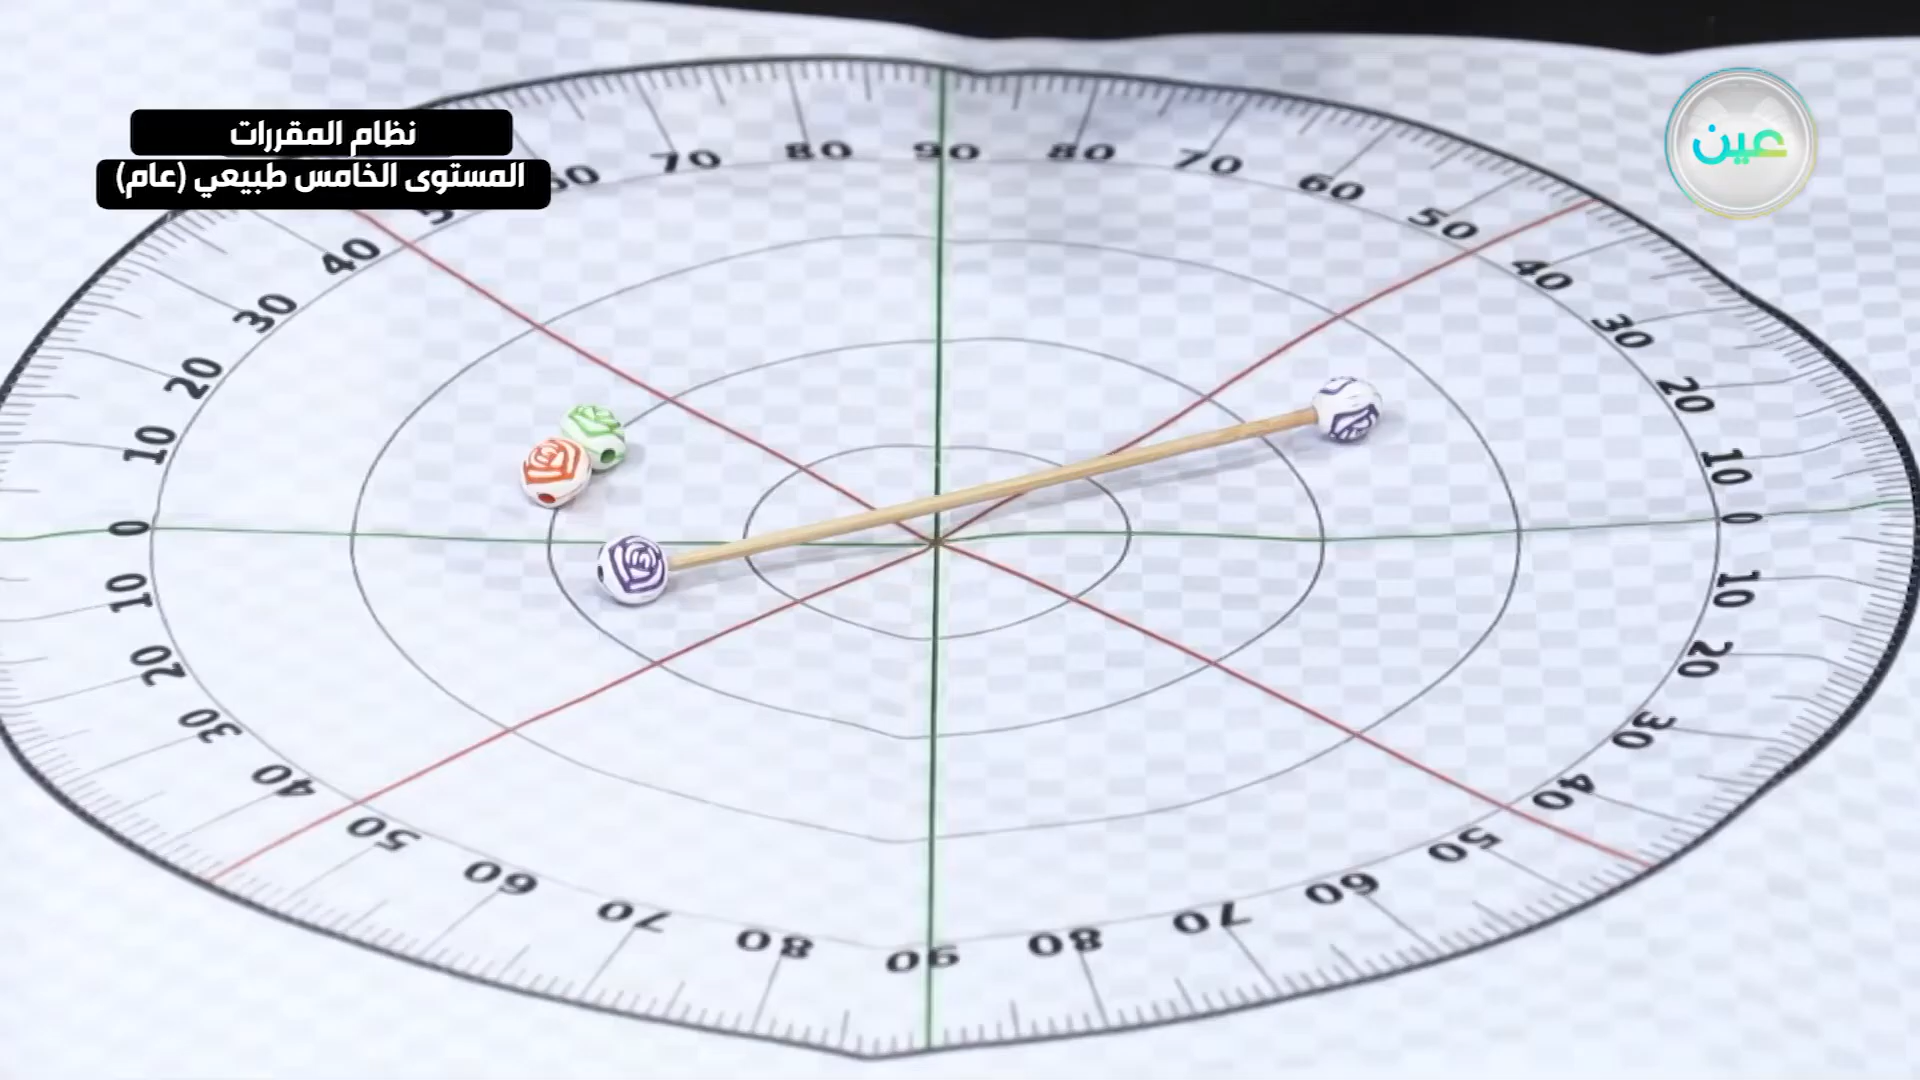 نظام المقررات
المستوى الخامس طبيعي (عام)
عين
40 30 20 10 0 10 20 30 40 50 60 70 80 90 80 70 60 50 40 30 20 10 0 10 20 30 40 50 60 70 80 90 80 70 60